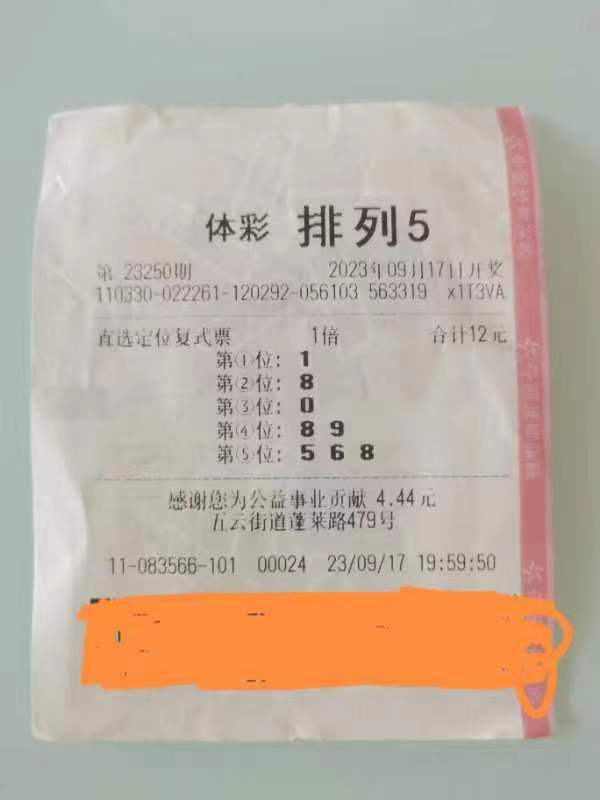 体彩 排列5
第 23250期 2023年09月17日开奖
110330-022261-120292-056103 563319 x1T3VA
直选定位复式票 1倍 合计12元
第①位: 1
第②位: 8
第③位: 0
第④位: 8 9
第⑤位: 5 6 8
感谢您为公益事业贡献 4.44元
五云街道蓬莱路479号
11-083566-101 00024 23/09/17 19:59:50